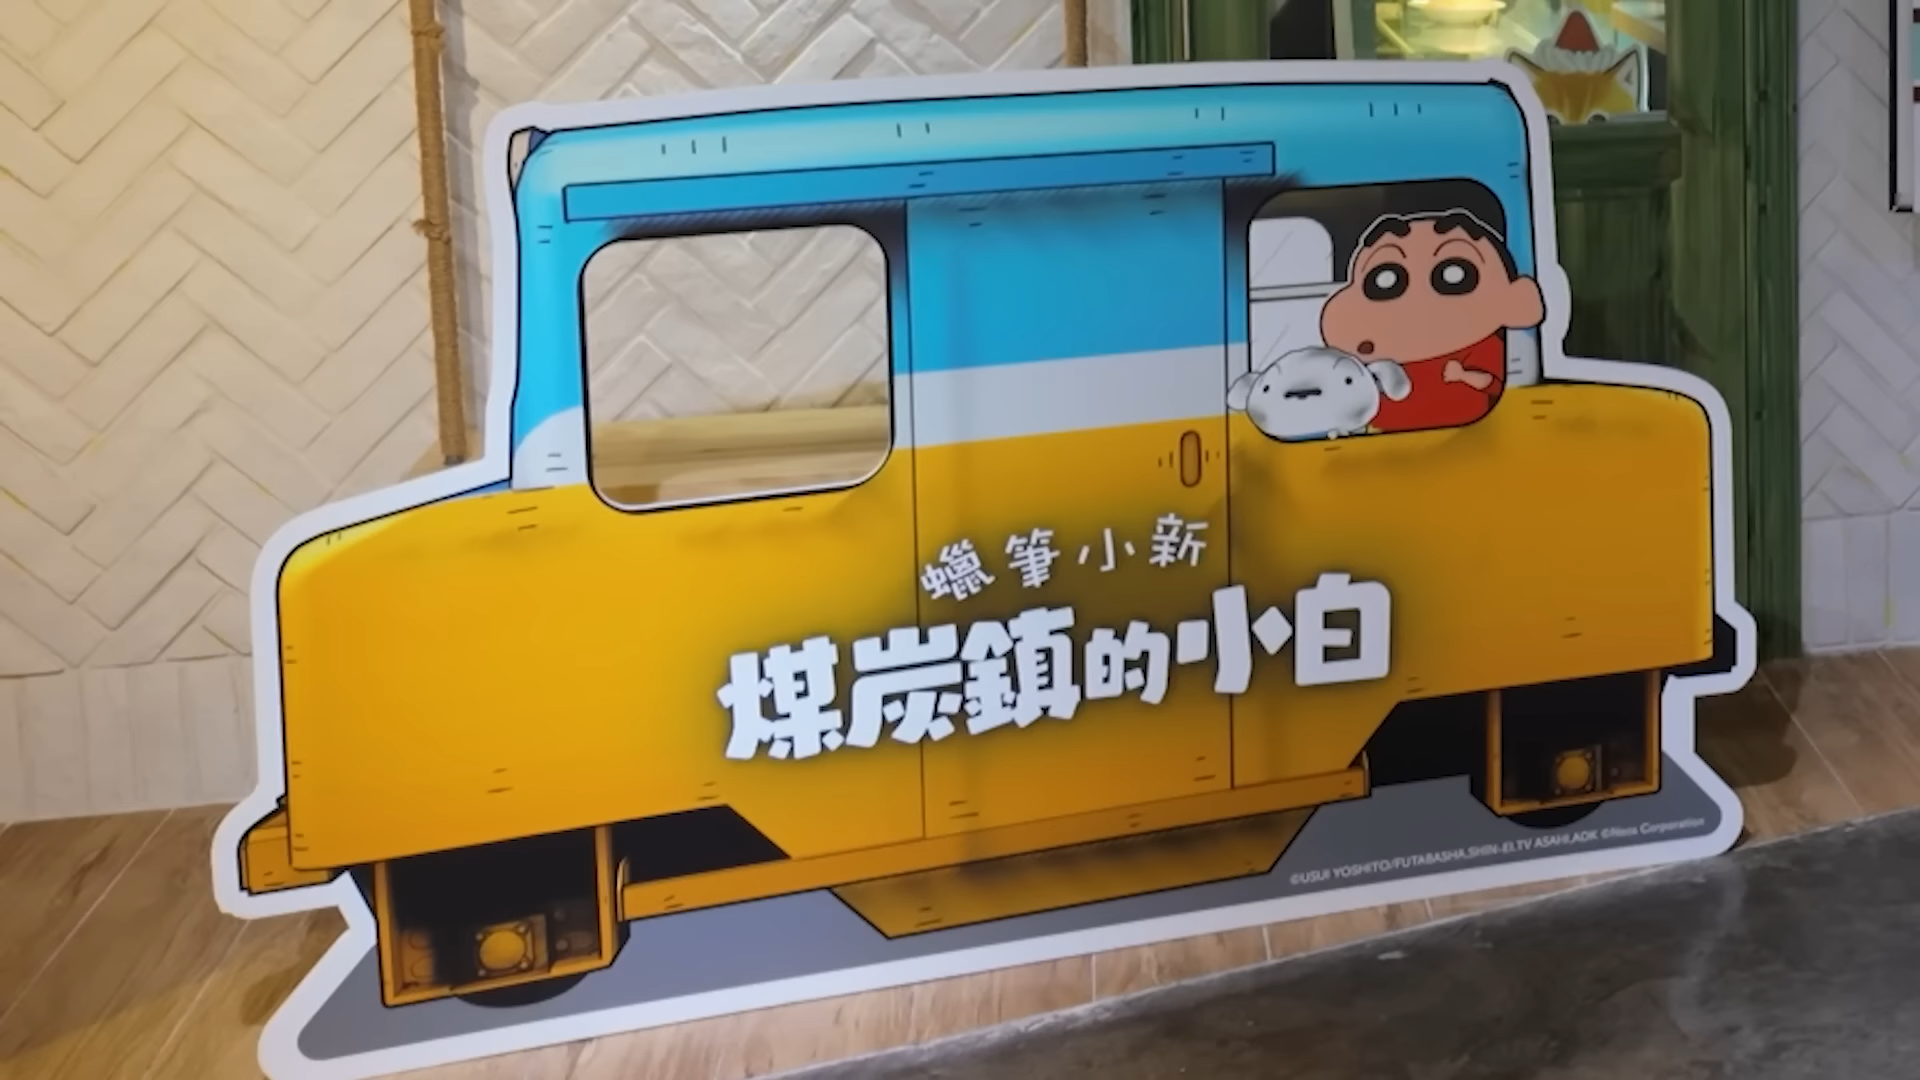 蠟筆小新
煤炭鎮的小白
©USUI YOSHITO/FUTABASHA,SHIN-EI,TV ASAHI,ADK ©Neos Corporation